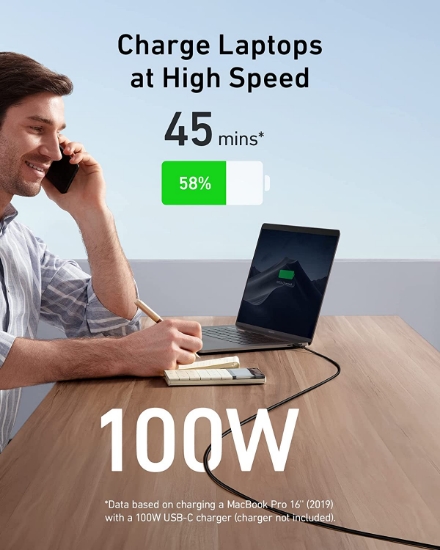 Charge Laptops
at High Speed
45 mins*
58%
100W
*Data based on charging a MacBook Pro 16" (2019)
with a 100W USB-C charger (charger not included).